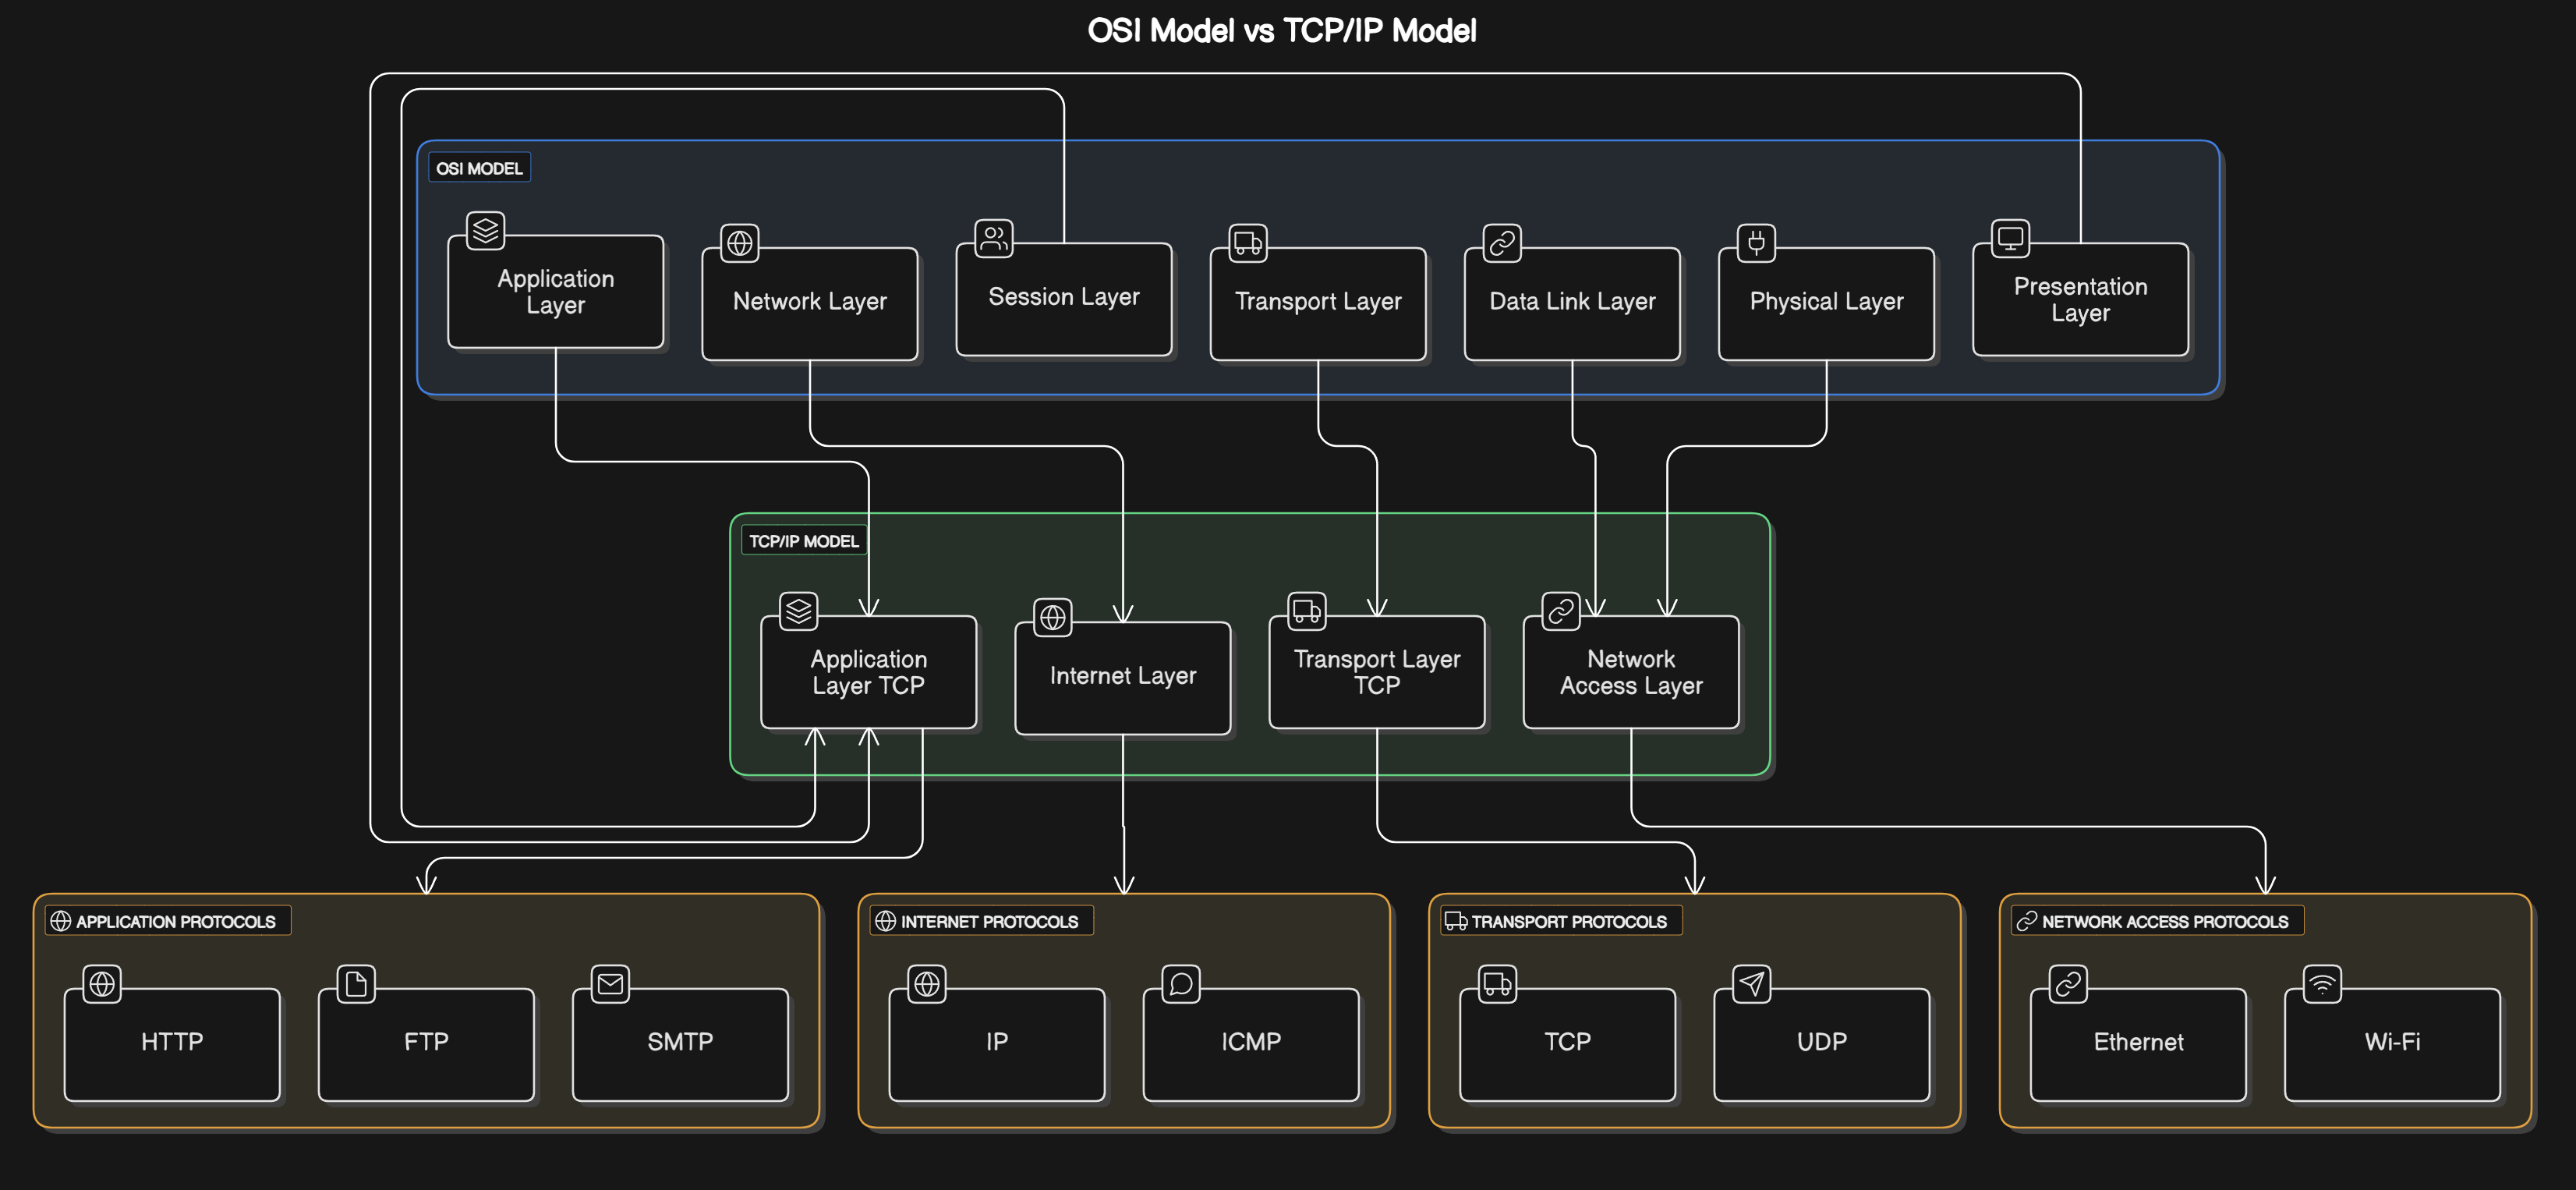 OSI Model vs TCP/IP Model
OSI MODEL
Application
Layer
Network Layer
Session Layer
Transport Layer
Data Link Layer
Physical Layer
Presentation
Layer
TCP/IP MODEL
Application
Layer TCP
Internet Layer
Transport Layer
TCP
Network
Access Layer
APPLICATION PROTOCOLS
HTTP
FTP
SMTP
INTERNET PROTOCOLS
IP
ICMP
TRANSPORT PROTOCOLS
TCP
UDP
NETWORK ACCESS PROTOCOLS
Ethernet
Wi-Fi